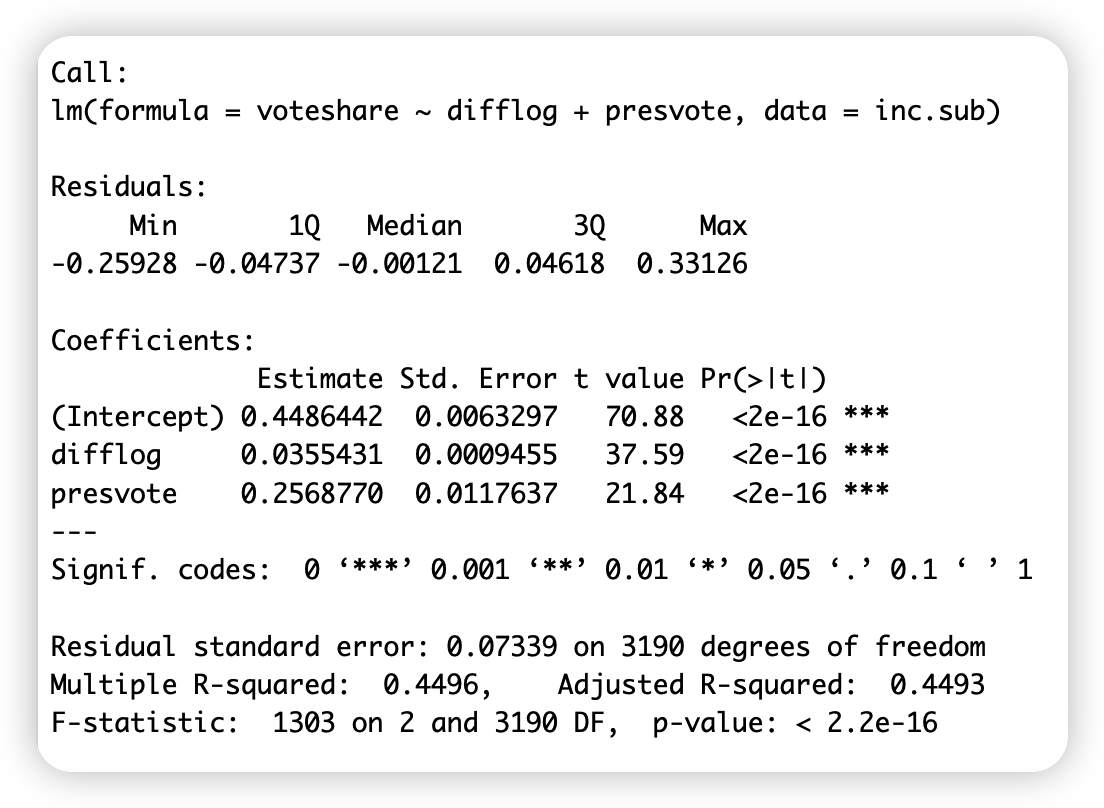 Call:
lm(formula = voteshare ~ difflog + presvote, data = inc.sub)

Residuals:
     Min       1Q   Median       3Q      Max
-0.25928 -0.04737 -0.00121  0.04618  0.33126

Coefficients:
             Estimate Std. Error t value Pr(>|t|)
(Intercept) 0.4486442  0.0063297   70.88   <2e-16 ***
difflog     0.0355431  0.0009455   37.59   <2e-16 ***
presvote    0.2568770  0.0117637   21.84   <2e-16 ***
---
Signif. codes:  0 ‘***’ 0.001 ‘**’ 0.01 ‘*’ 0.05 ‘.’ 0.1 ‘ ’ 1

Residual standard error: 0.07339 on 3190 degrees of freedom
Multiple R-squared:  0.4496,	Adjusted R-squared:  0.4493
F-statistic:  1303 on 2 and 3190 DF,  p-value: < 2.2e-16